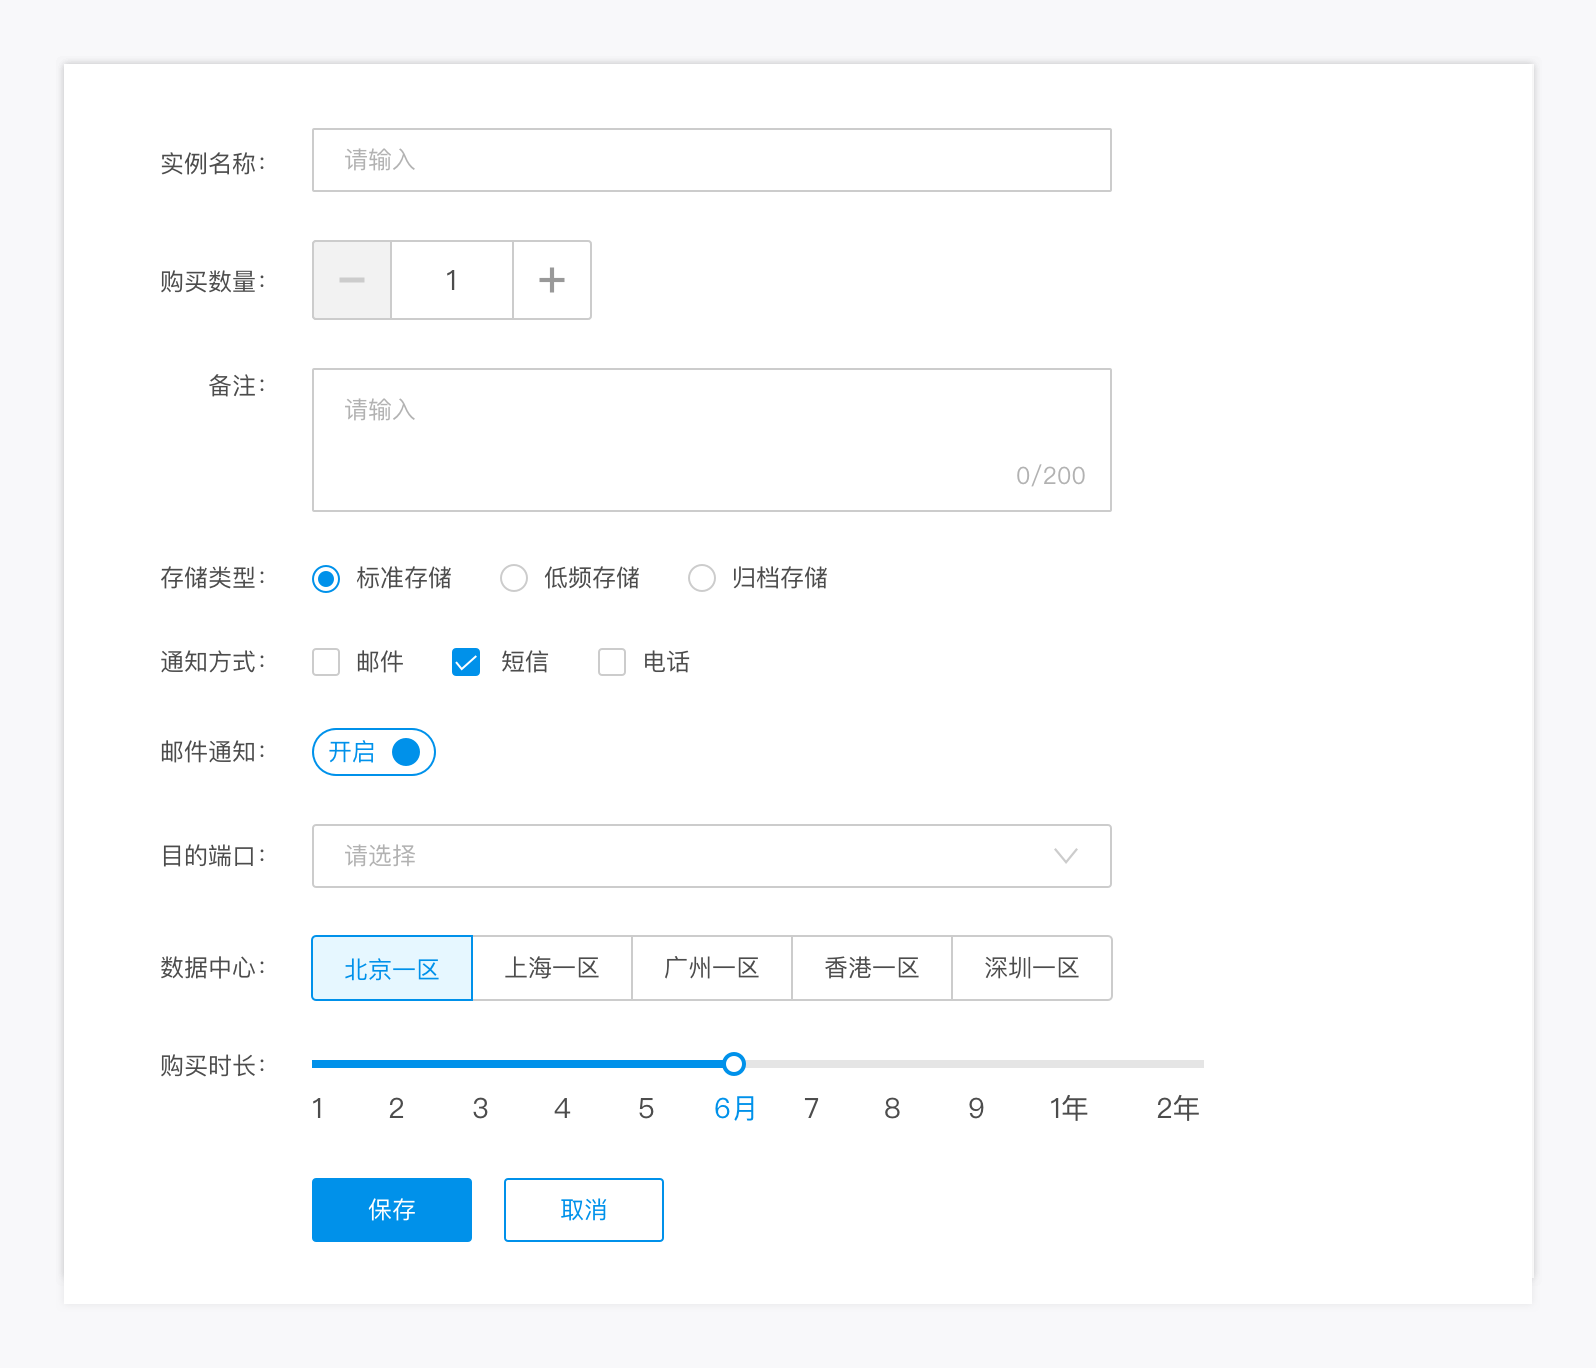 实例名称： 请输入
购买数量： 1
备注： 请输入
0/200
存储类型： 标准存储 低频存储 归档存储
通知方式： 邮件 短信 电话
邮件通知： 开启
目的端口： 请选择
数据中心： 北京一区 上海一区 广州一区 香港一区 深圳一区
购买时长：
1 2 3 4 5 6月 7 8 9 1年 2年
保存 取消